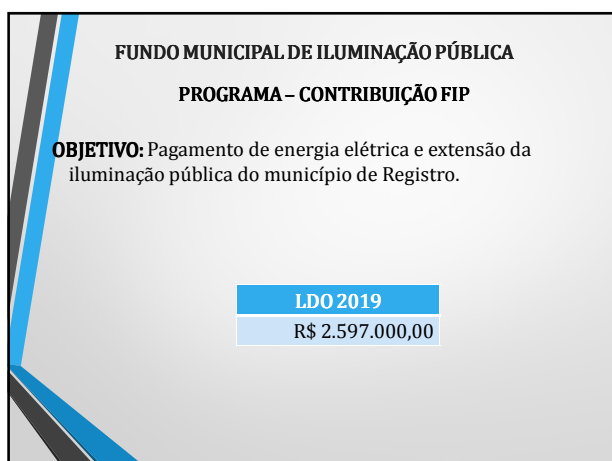 FUNDO MUNICIPAL DE ILUMINAÇÃO PÚBLICA
PROGRAMA – CONTRIBUIÇÃO FIP
OBJETIVO: Pagamento de energia elétrica e extensão da
iluminação pública do município de Registro.
LDO 2019
R$ 2.597.000,00